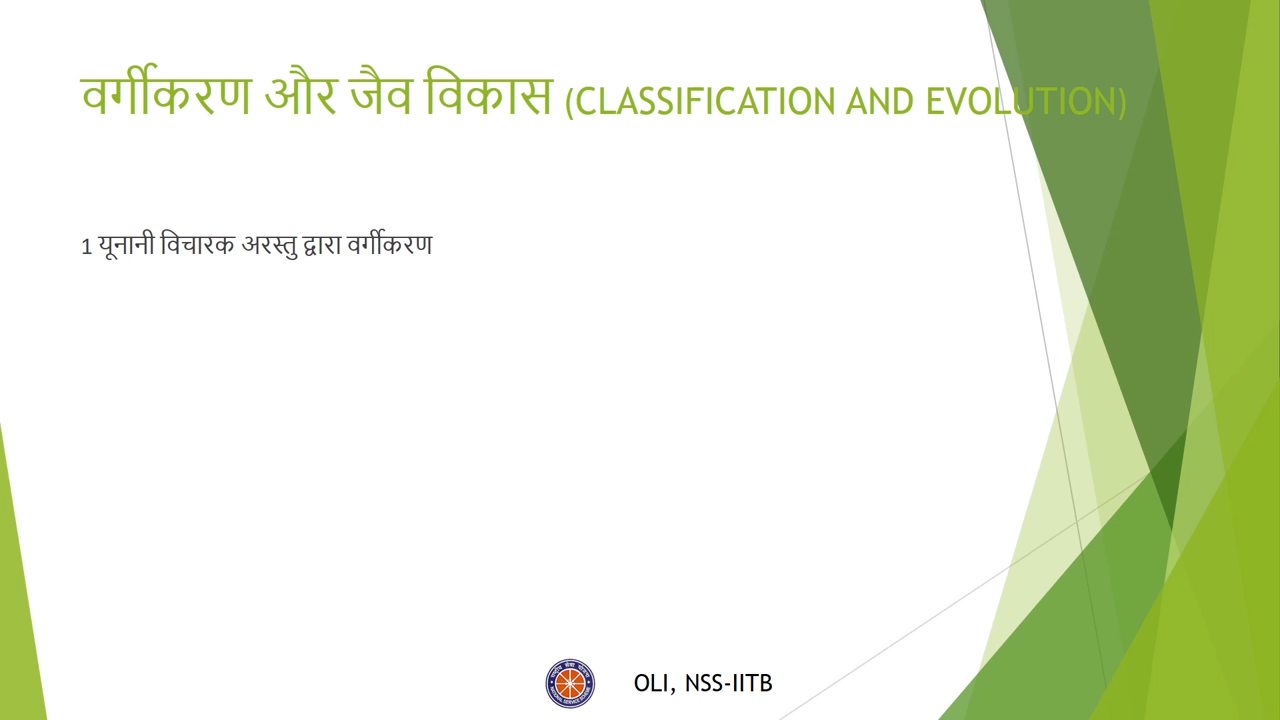 वर्गीकरण और जैव विकास (CLASSIFICATION AND EVOLUTION)
1 यूनानी विचारक अरस्तु द्वारा वर्गीकरण
OLI, NSS-IITB